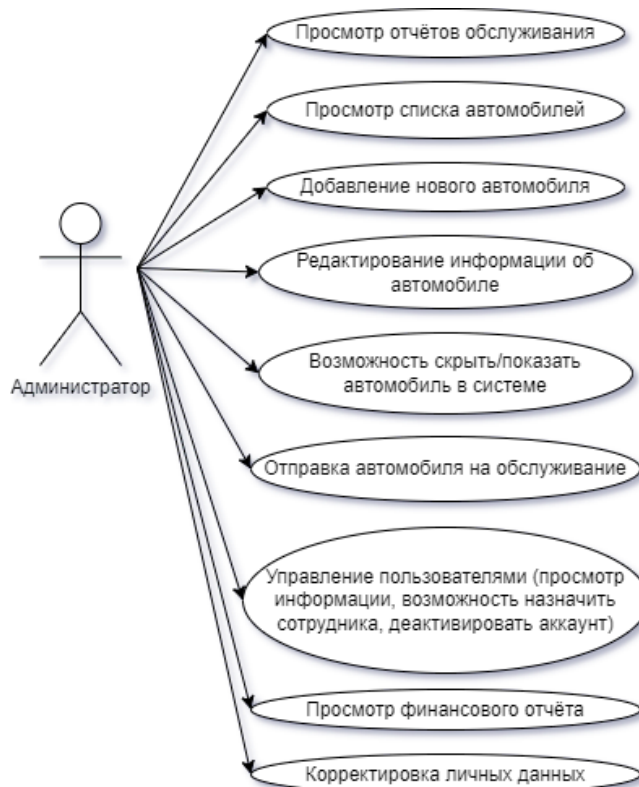 Просмотр отчётов обслуживания
Просмотр списка автомобилей
Добавление нового автомобиля
Редактирование информации об
автомобиле
Возможность скрыть/показать
автомобиль в системе
Администратор
Отправка автомобиля на обслуживание
Управление пользователями (просмотр
информации, возможность назначить
сотрудника, деактивировать аккаунт)
Просмотр финансового отчёта
Корректировка личных данных